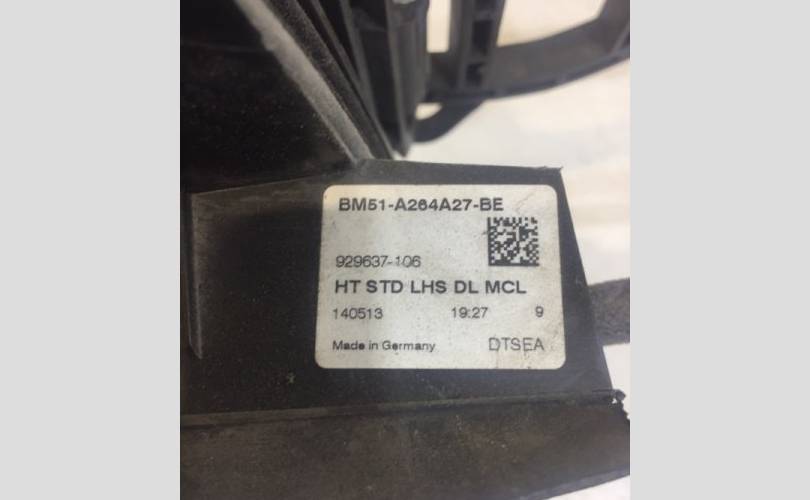 BM51-A264A27-BE
929637-106
HT STD LHS DL MCL
140513 19:27 9
Made in Germany DTSEA